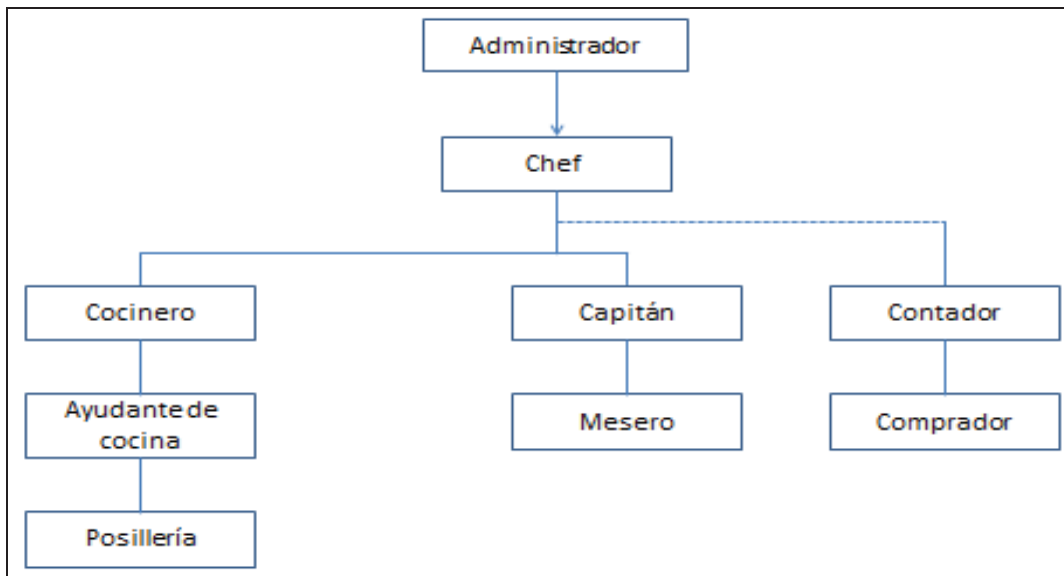 Administrador
Chef
Cocinero
Capitán
Contador
Ayudante de
cocina
Mesero
Comprador
Posillería